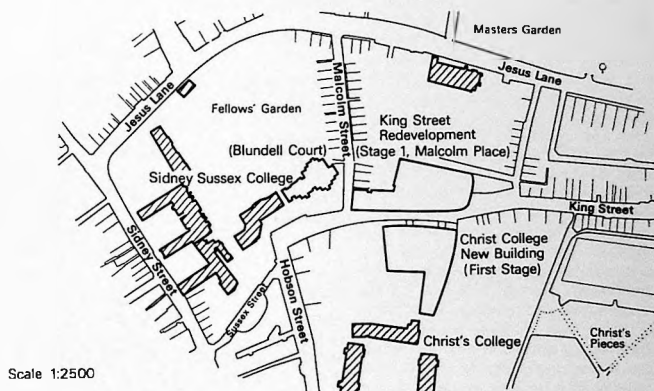 Masters Garden
Jesus Lane
Jesus Lane
Malcolm Street
Fellows' Garden
King Street
Redevelopment
(Stage 1, Malcolm Place)
(Blundell Court)
Sidney Sussex College
King Street
Sidney Street
Christ College
New Building
(First Stage)
Hobson Street
Sussex Street
Christ's College
Christ's
Pieces
Scale 1:2500